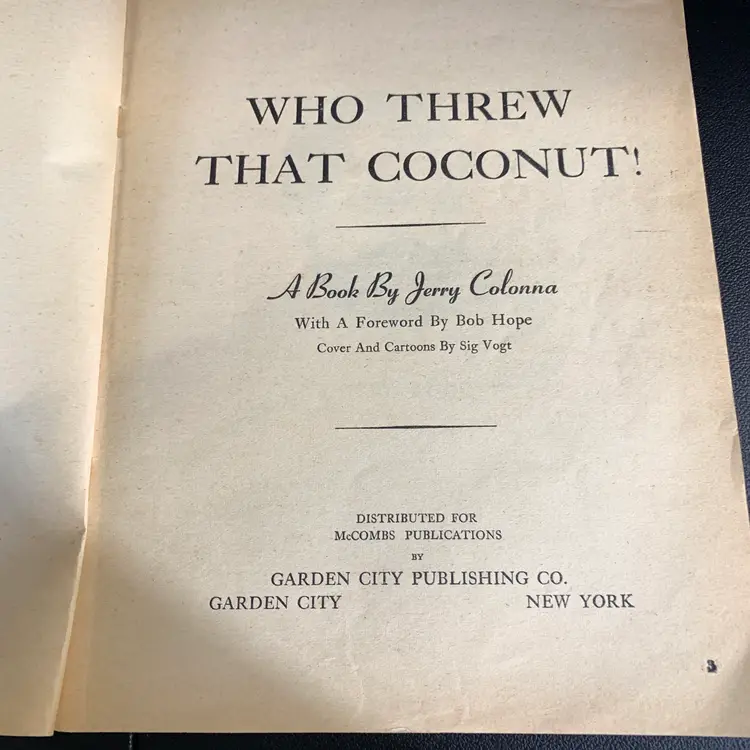 WHO THREW
THAT COCONUT!
A Book By Jerry Colonna
With A Foreword By Bob Hope
Cover And Cartoons By Sig Vogt
DISTRIBUTED FOR
McCOMBS PUBLICATIONS
BY
GARDEN CITY PUBLISHING CO.
GARDEN CITY NEW YORK
3